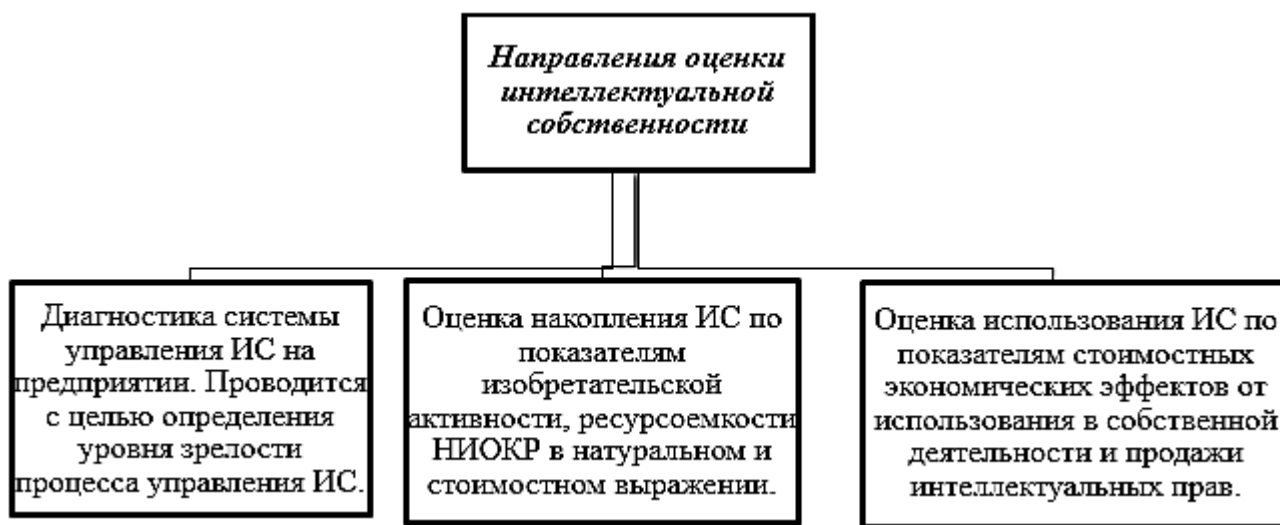 Направления оценки
интеллектуальной
собственности
Диагностика системы
управления ИС на
предприятии. Проводится
с целью определения
уровня зрелости
процесса управления ИС.
Оценка накопления ИС по
показателям
изобретательской
активности, ресурсоемкости
НИОКР в натуральном и
стоимостном выражении.
Оценка использования ИС по
показателям стоимостных
экономических эффектов от
использования в собственной
деятельности и продажи
интеллектуальных прав.